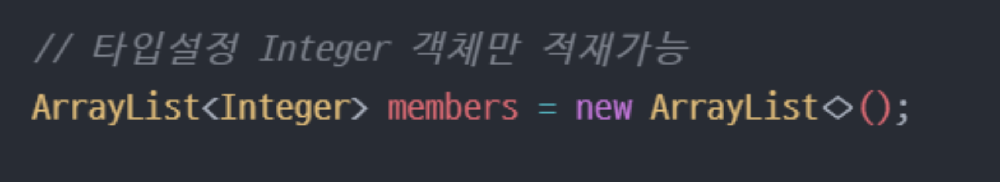 // 타입설정 Integer 객체만 적재가능
ArrayList<Integer> members = new ArrayList<>();